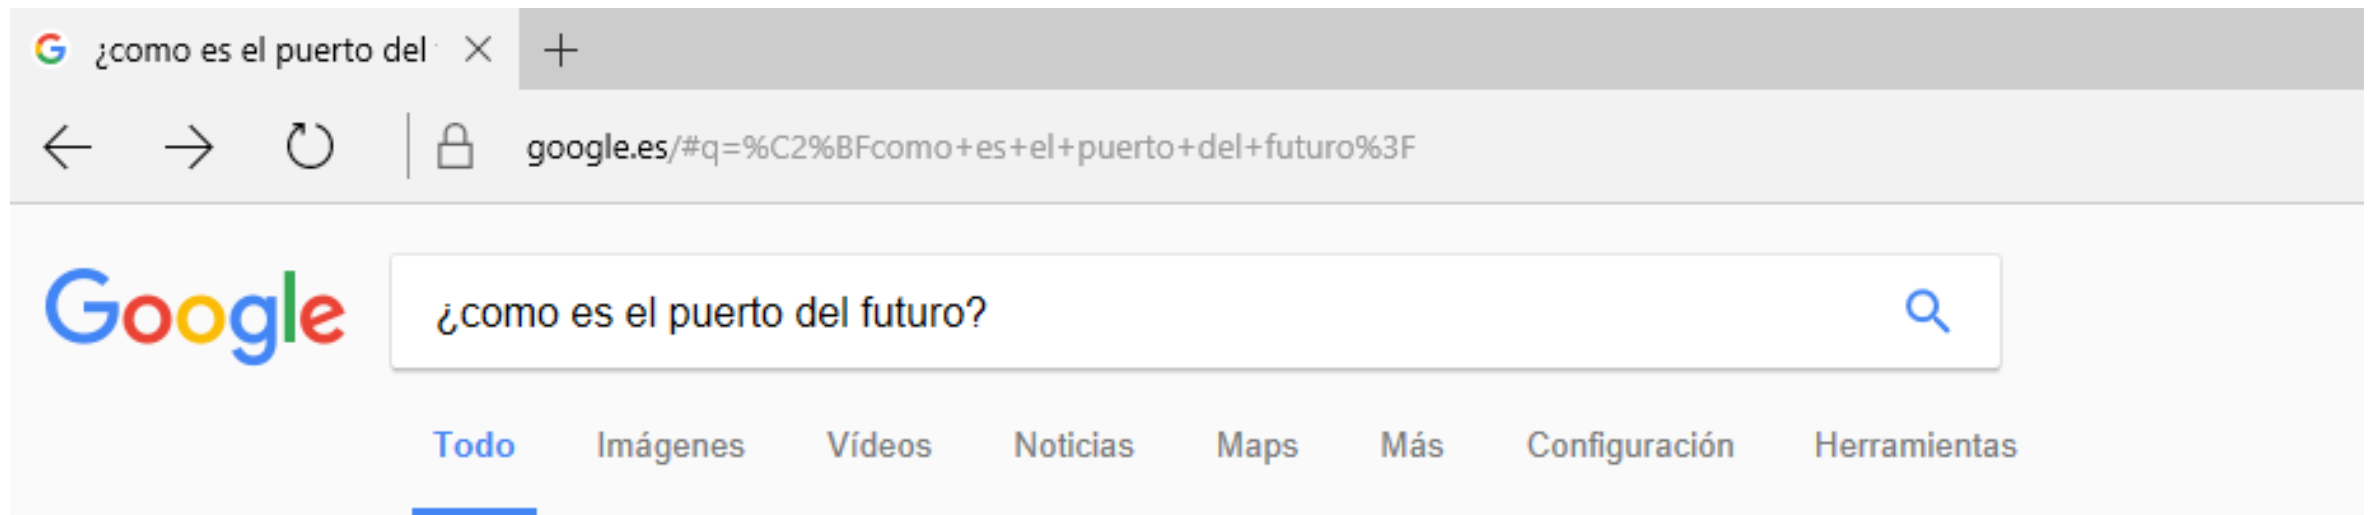 ¿como es el puerto del
google.es/#q=%C2%BFcomo+es+el+puerto+del+futuro%3F
Google ¿como es el puerto del futuro?
Todo Imágenes Vídeos Noticias Maps Más Configuración Herramientas